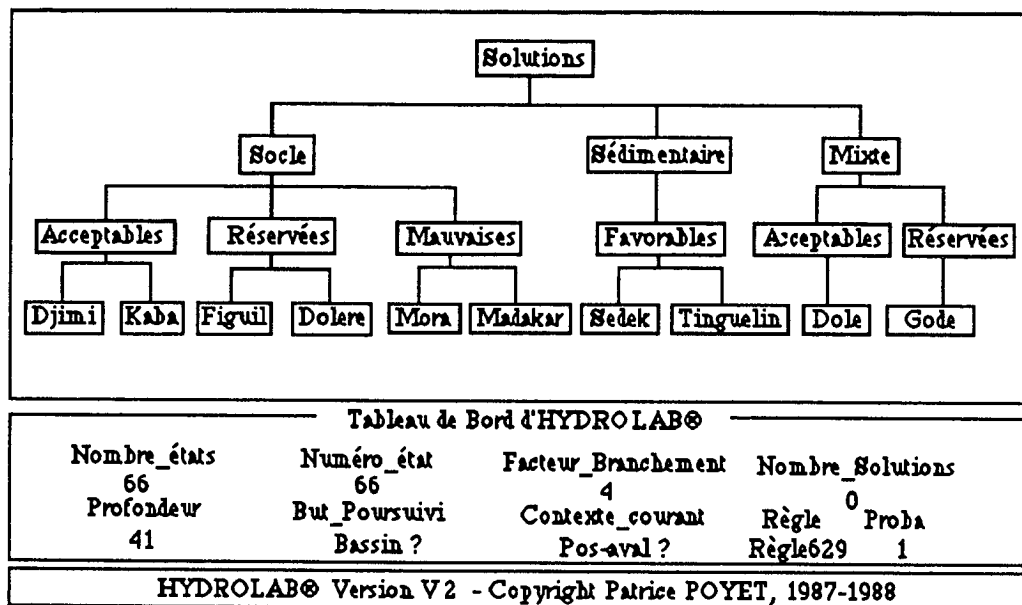 Solutions
Socle Sédimentaire Mixte
Acceptables Réservées Mauvaises Favorables Acceptables Réservées
Djimi Kaba Figuil Dolere Mora Madakar Sedek Tinguelin Dole Gode
Tableau de Bord d'HYDROLAB®
Nombre_états Numéro_état Facteur_Branchement Nombre_Solutions
66 66 4 0
Profondeur But_Poursuivi Contexte_courant Règle Proba
41 Bassin ? Pos-aval ? Règle629 1
HYDROLAB® Version V2 - Copyright Patrice POYET, 1987-1988